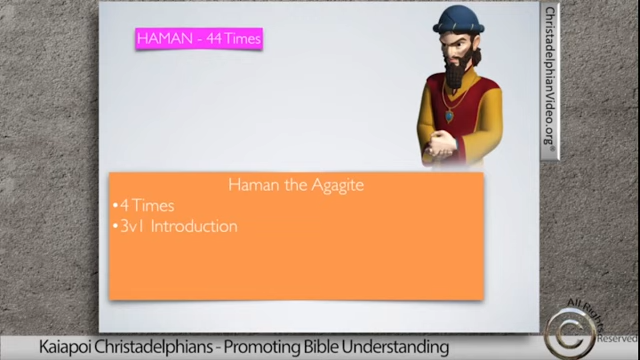 HAMAN - 44 Times
Haman the Agagite
•4 Times
•3v1 Introduction
ChristadelphianVideo.org®
All Rights
Reserved
Kaiapoi Christadelphians - Promoting Bible Understanding